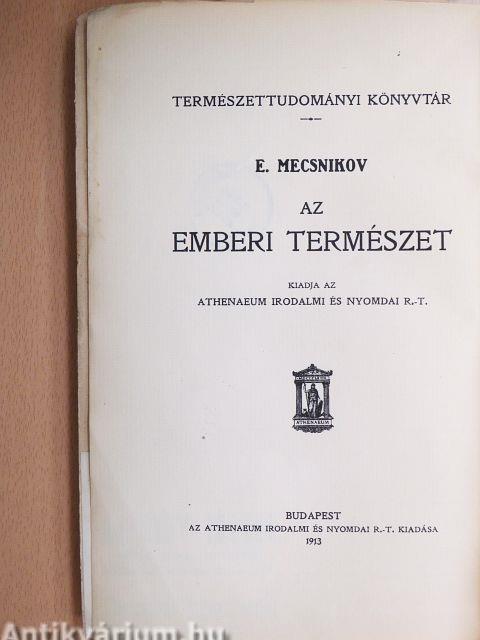 TERMÉSZETTUDOMÁNYI KÖNYVTÁR
E. MECSNIKOV
AZ
EMBERI TERMÉSZET
KIADJA AZ
ATHENAEUM IRODALMI ÉS NYOMDAI R.-T.
ATHENAEUM
BUDAPEST
AZ ATHENAEUM IRODALMI ÉS NYOMDAI R.-T. KIADÁSA
1913
Antikvárium.hu